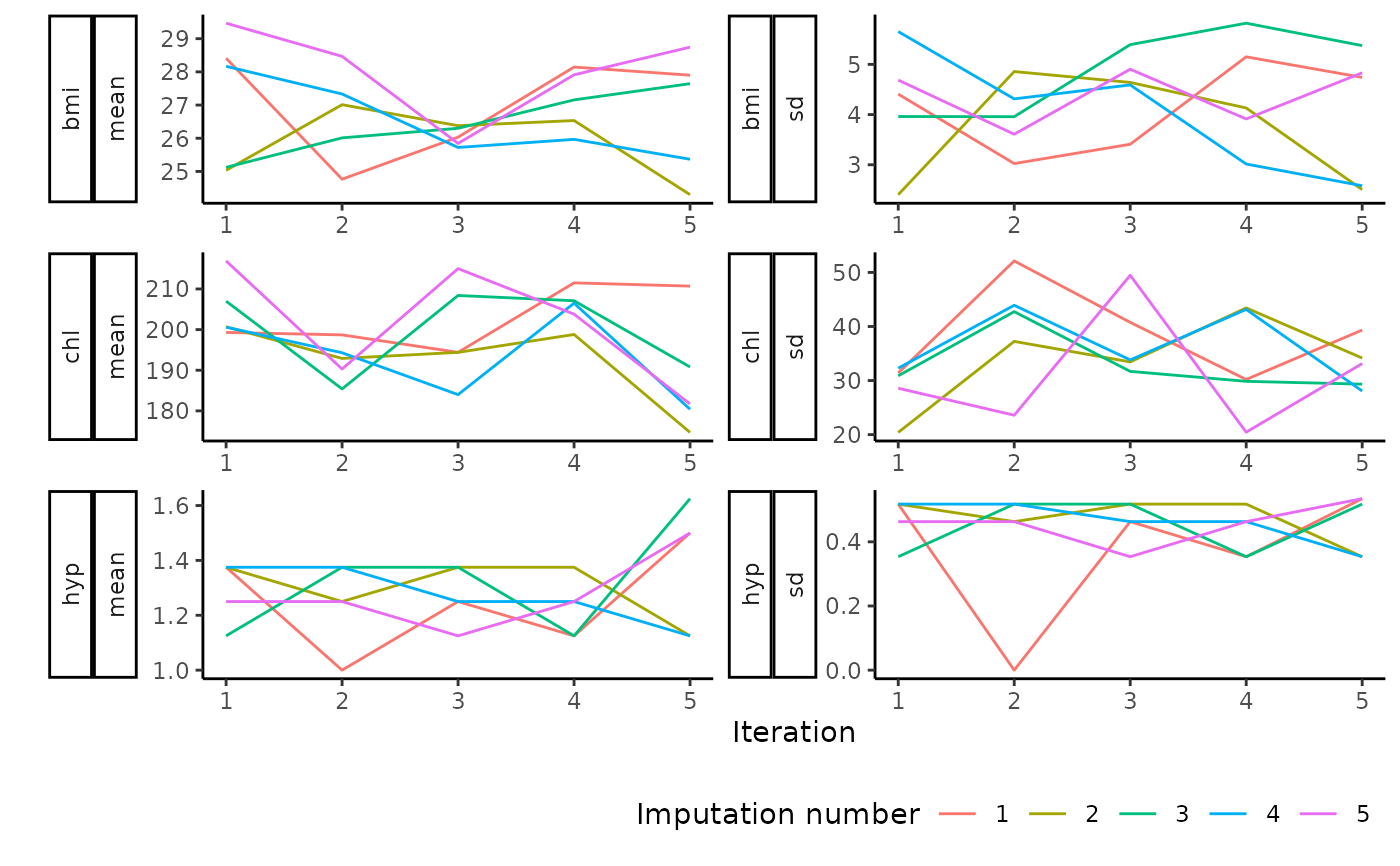 bmi mean 29 28 27 26 25 1 2 3 4 5
bmi sd 5 4 3 1 2 3 4 5
chl mean 210 200 190 180 1 2 3 4 5
chl sd 50 40 30 20 1 2 3 4 5
hyp mean 1.6 1.4 1.2 1.0 1 2 3 4 5
hyp sd 0.4 0.2 0.0 1 2 3 4 5
Iteration
Imputation number 1 2 3 4 5